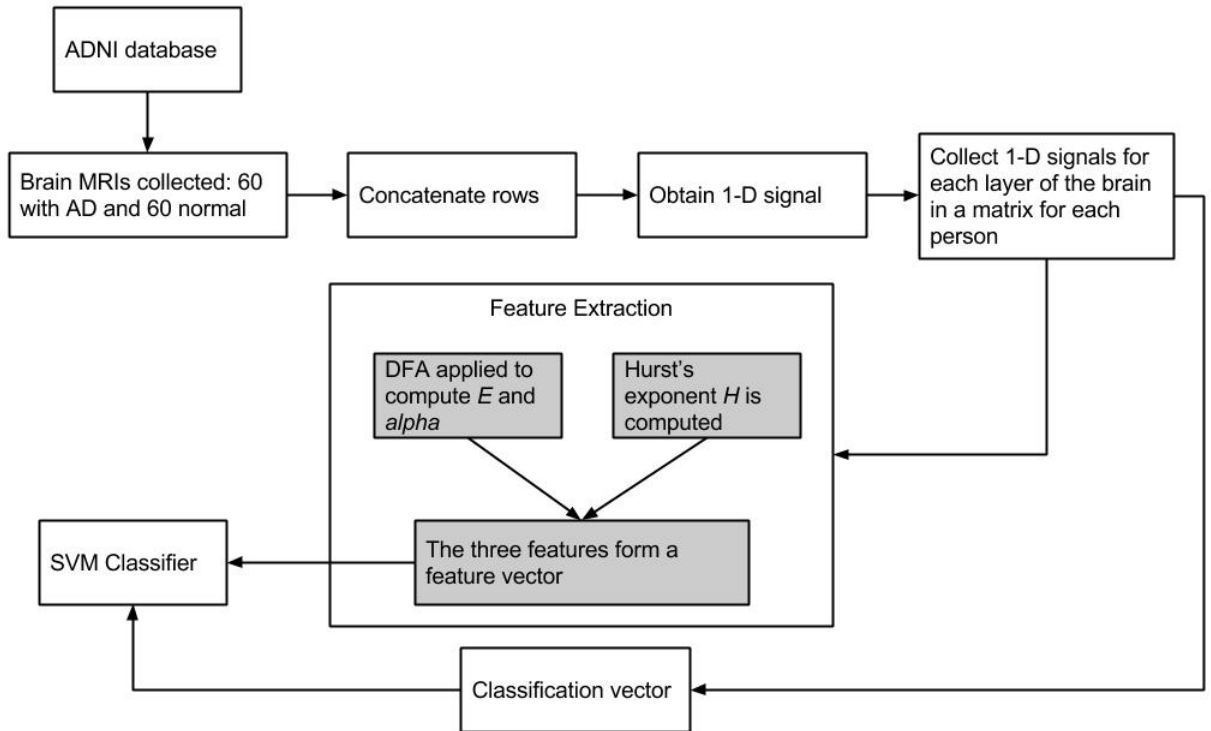 ADNI database
Brain MRIs collected: 60
with AD and 60 normal
Concatenate rows
Obtain 1-D signal
Collect 1-D signals for
each layer of the brain
in a matrix for each
person
Feature Extraction
DFA applied to
compute E and
alpha
Hurst's
exponent H is
computed
The three features form a
feature vector
SVM Classifier
Classification vector